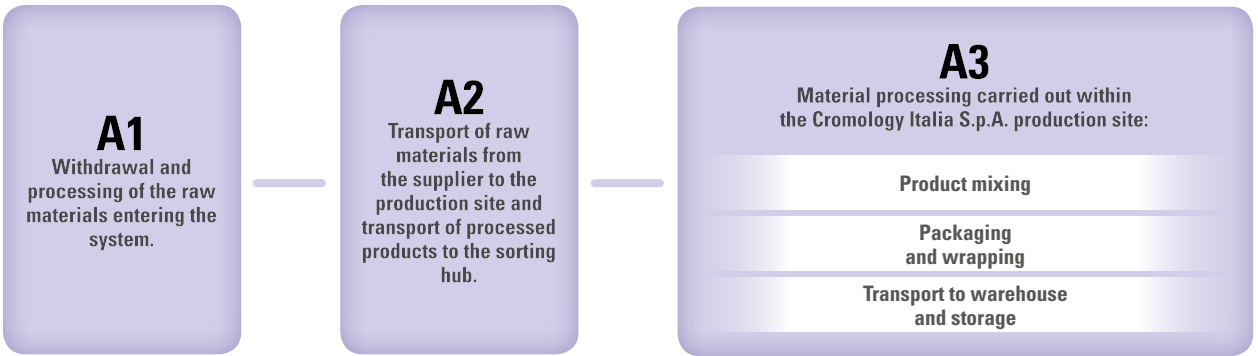 A1
Withdrawal and
processing of the raw
materials entering the
system.
A2
Transport of raw
materials from
the supplier to the
production site and
transport of processed
products to the sorting
hub.
A3
Material processing carried out within
the Cromology Italia S.p.A. production site:
Product mixing
Packaging
and wrapping
Transport to warehouse
and storage